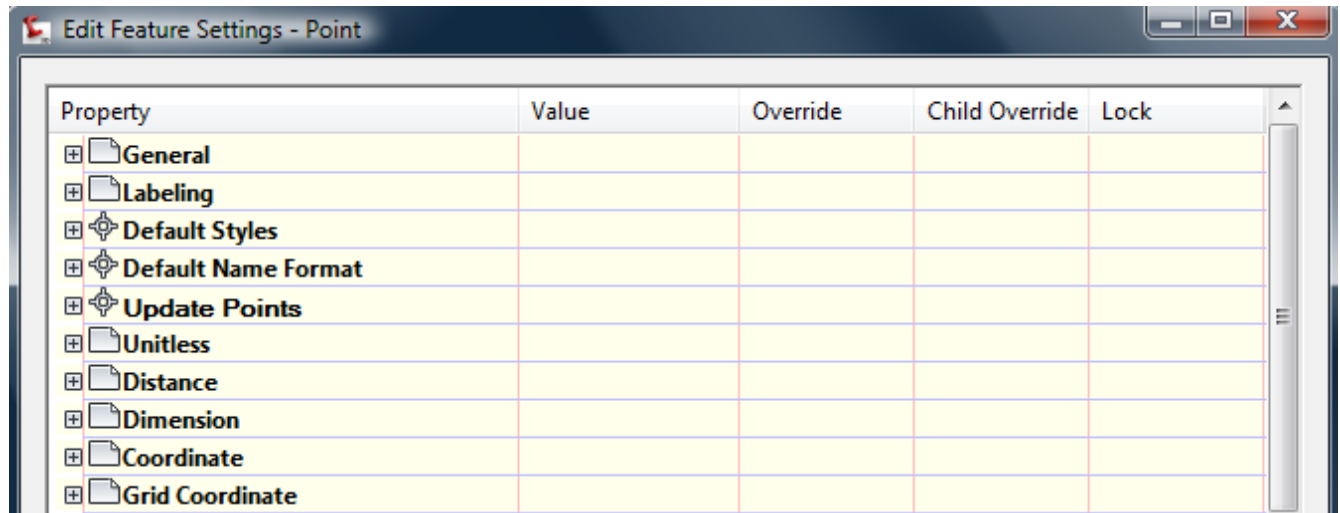 Edit Feature Settings - Point
Property Value Override Child Override Lock
General
Labeling
Default Styles
Default Name Format
Update Points
Unitless
Distance
Dimension
Coordinate
Grid Coordinate